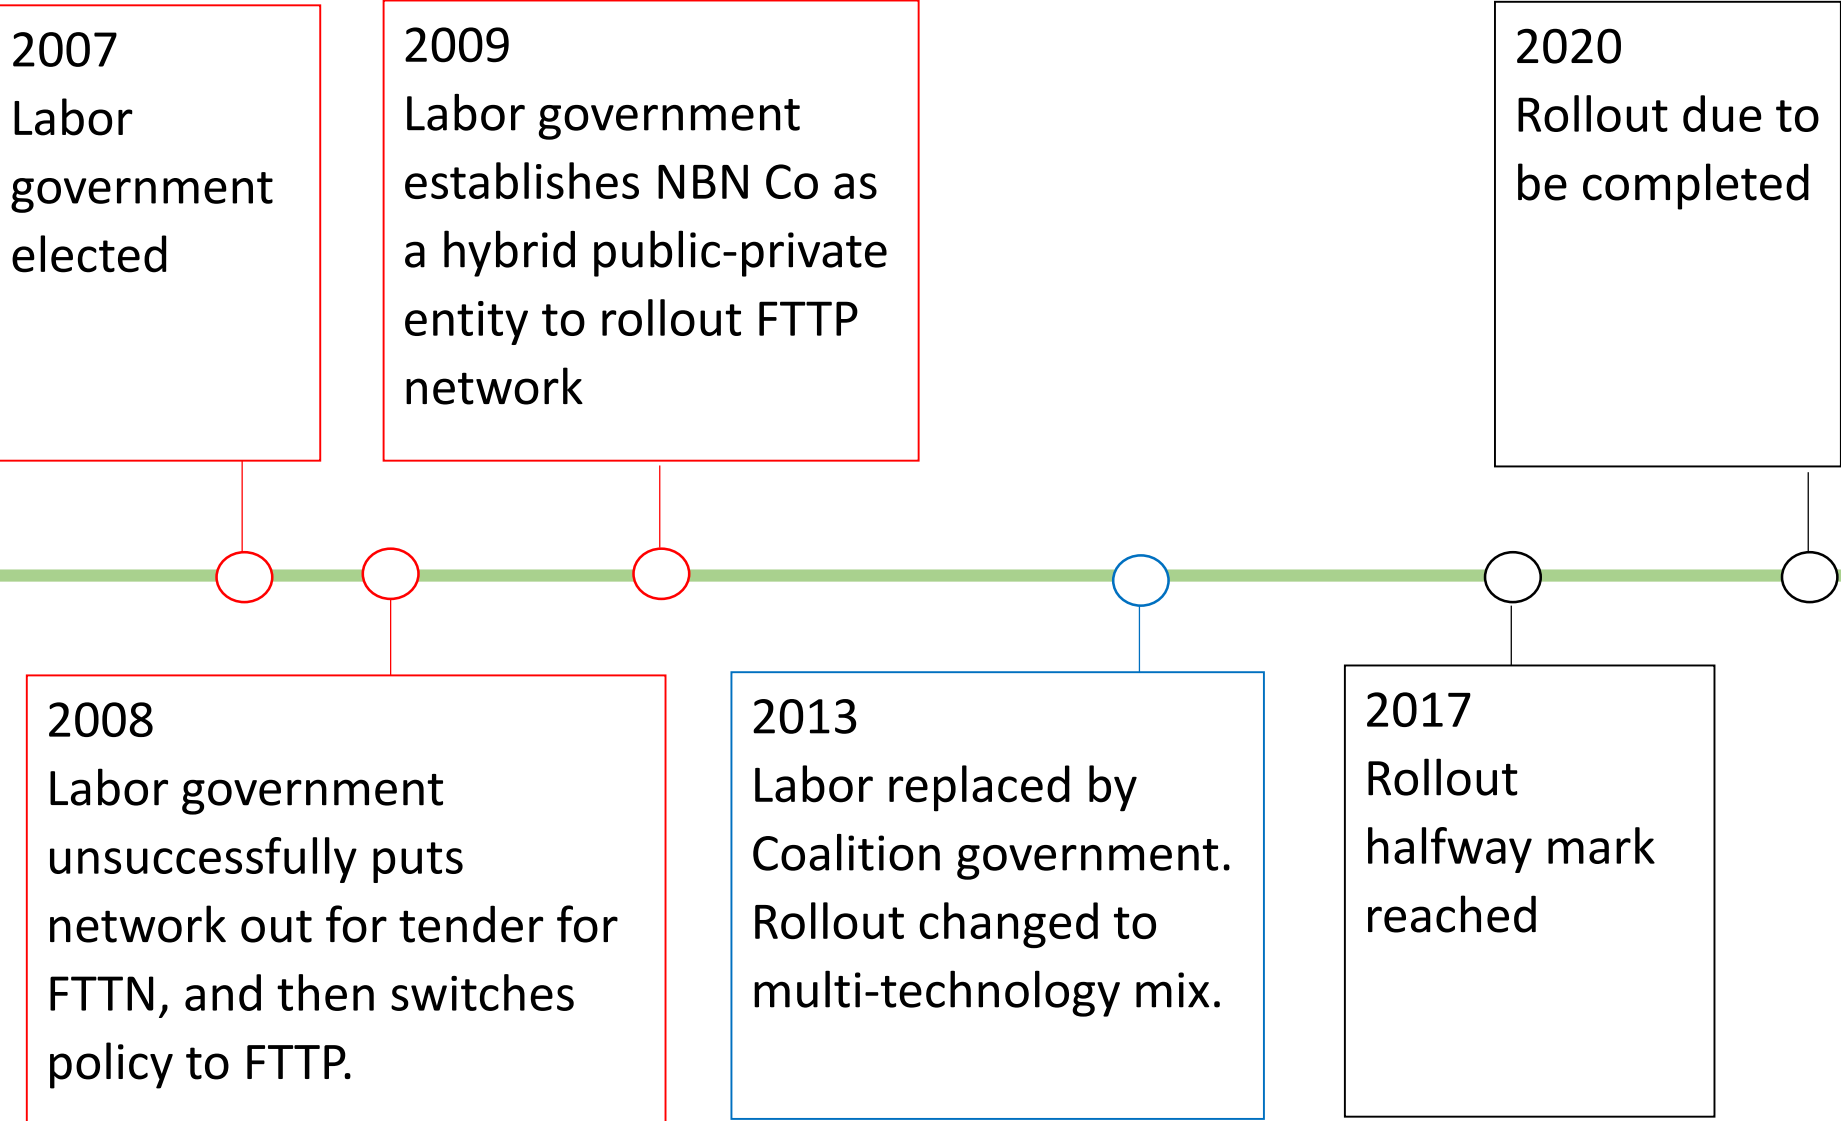 2007
Labor
government
elected
2009
Labor government
establishes NBN Co as
a hybrid public-private
entity to rollout FTTP
network
2020
Rollout due to
be completed
2008
Labor government
unsuccessfully puts
network out for tender for
FTTN, and then switches
policy to FTTP.
2013
Labor replaced by
Coalition government.
Rollout changed to
multi-technology mix.
2017
Rollout
halfway mark
reached